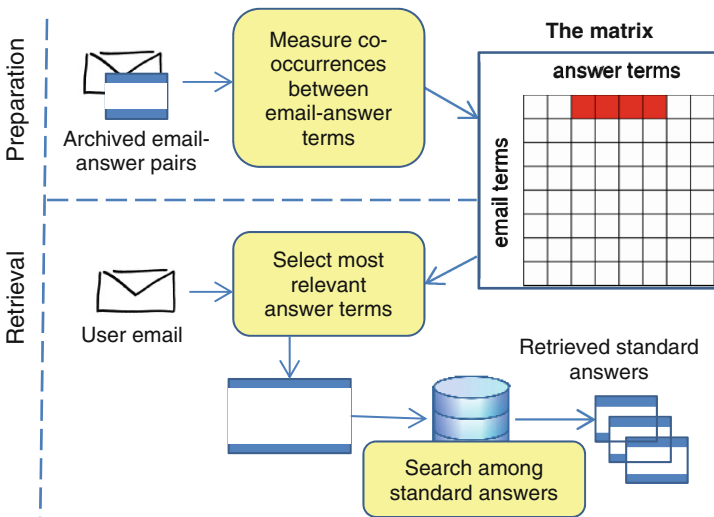 Preparation
Archived email-
answer pairs
Measure co-
occurrences
between
email-answer
terms
The matrix
answer terms
email terms
Retrieval
User email
Select most
relevant
answer terms
Retrieved standard
answers
Search among
standard answers